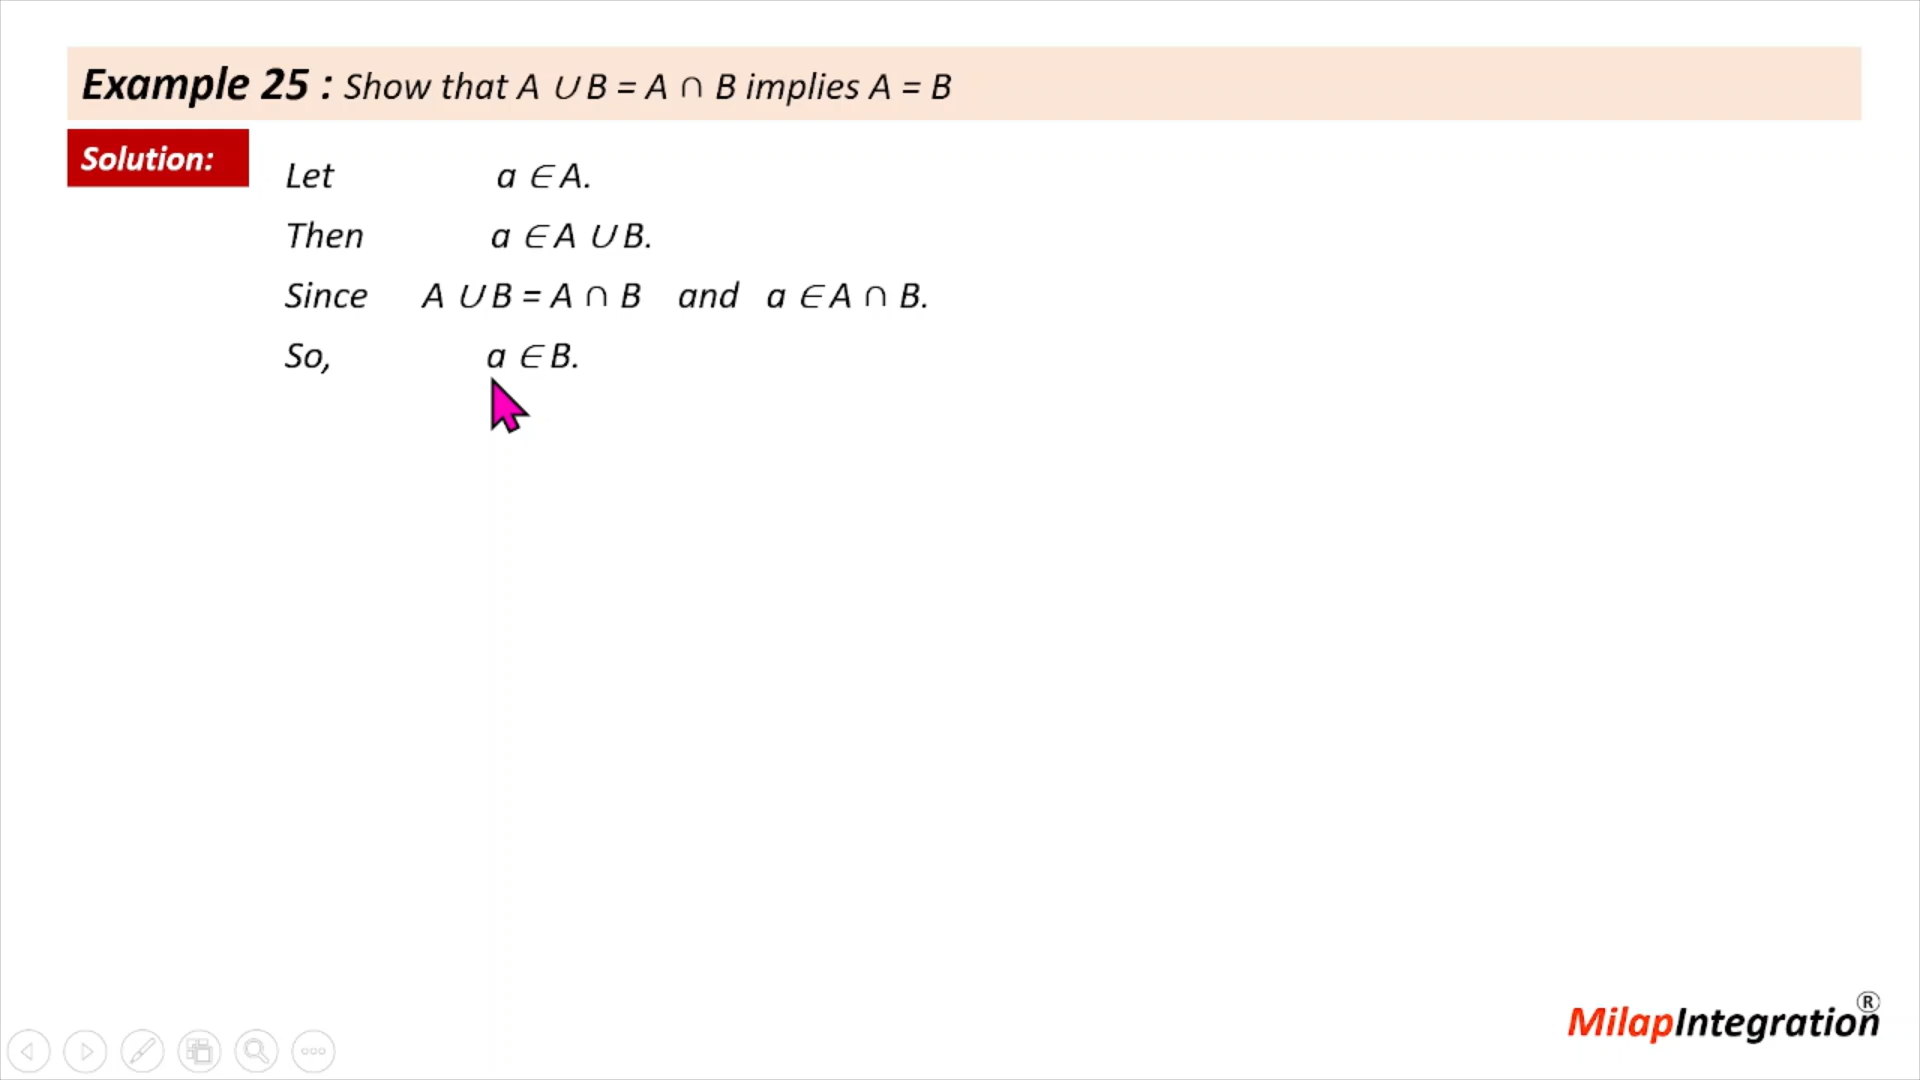 Example 25 : Show that A ∪ B = A ∩ B implies A = B
Solution:
Let a ∈ A.
Then a ∈ A ∪ B.
Since A ∪ B = A ∩ B and a ∈ A ∩ B.
So, a ∈ B.
MilapIntegration®